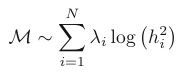 $\mathcal{M} \sim \sum_{i=1}^{N} \lambda_i \log \left( h_i^2 \right)$